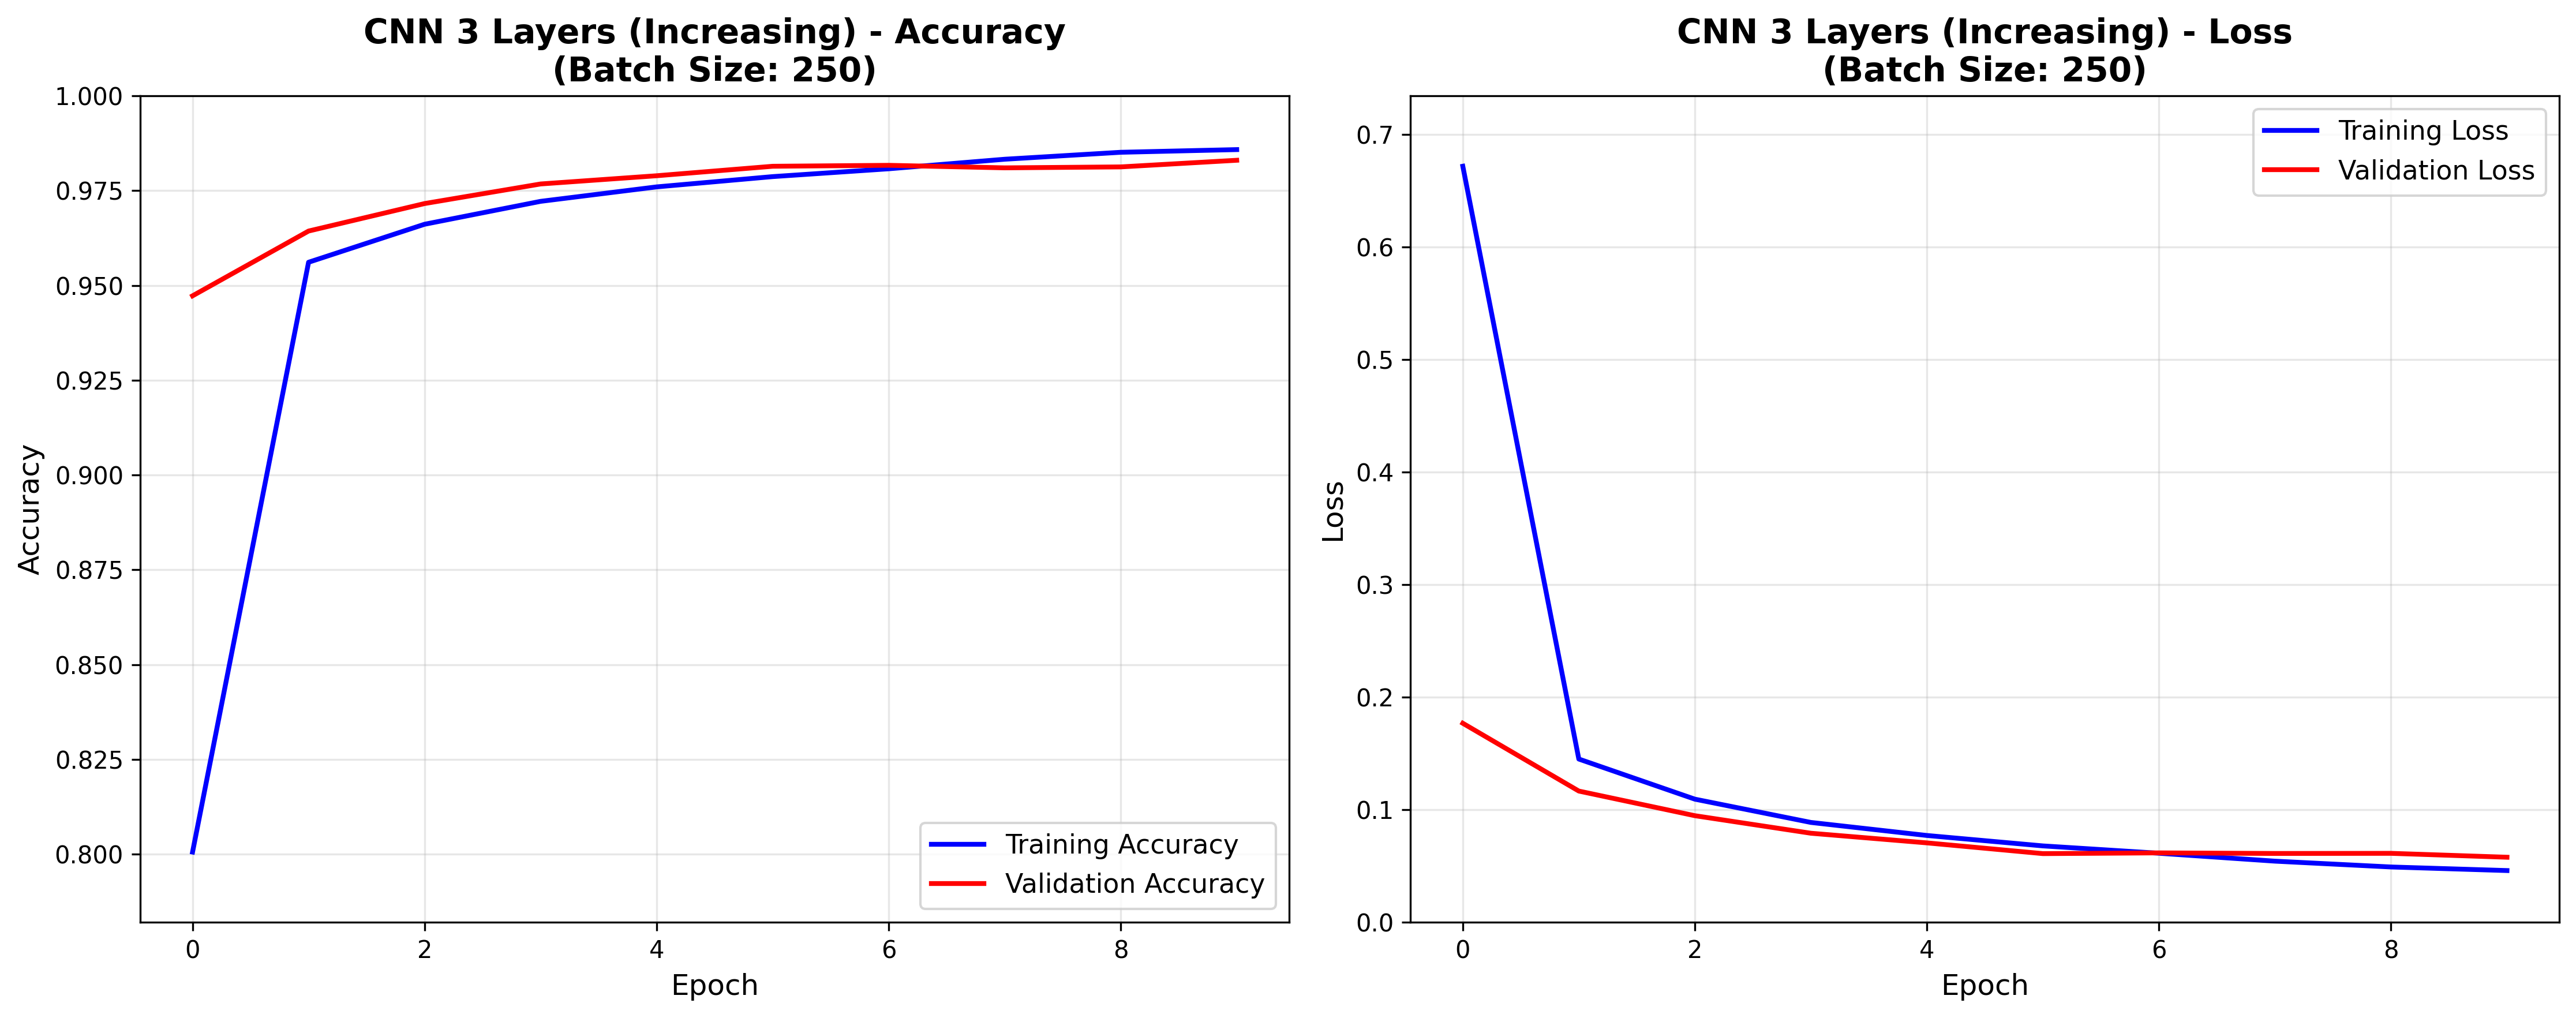 CNN 3 Layers (Increasing) - Accuracy
(Batch Size: 250)
1.000
0.975
0.950
0.925
0.900
0.875
0.850
0.825
0.800
Accuracy
0 2 4 6 8
Epoch
Training Accuracy
Validation Accuracy
CNN 3 Layers (Increasing) - Loss
(Batch Size: 250)
0.7
0.6
0.5
0.4
0.3
0.2
0.1
0.0
Loss
0 2 4 6 8
Epoch
Training Loss
Validation Loss